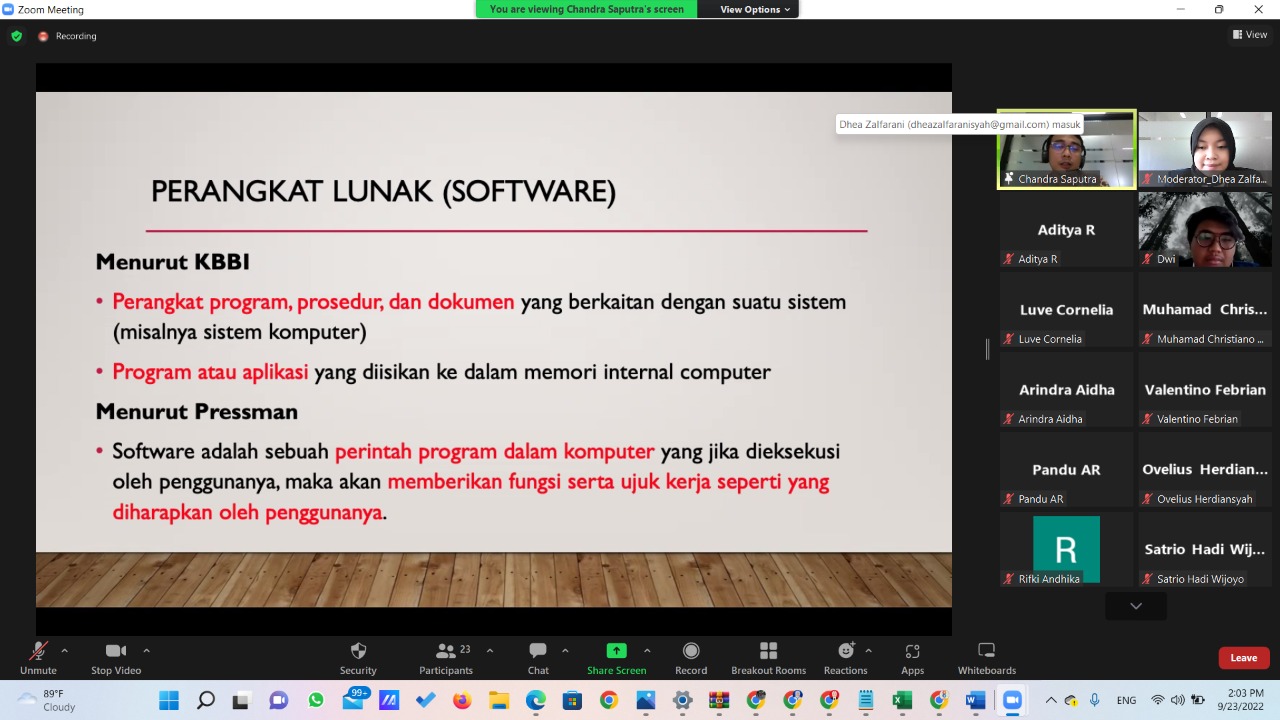 Zoom Meeting
You are viewing Chandra Saputra's screen
View Options
Recording
View
Dhea Zalfarani (dheazalfaranisyah@gmail.com) masuk
PERANGKAT LUNAK (SOFTWARE)
Menurut KBBI
• Perangkat program, prosedur, dan dokumen yang berkaitan dengan suatu sistem
(misalnya sistem komputer)
• Program atau aplikasi yang diisikan ke dalam memori internal computer
Menurut Pressman
• Software adalah sebuah perintah program dalam komputer yang jika dieksekusi
oleh penggunanya, maka akan memberikan fungsi serta ujuk kerja seperti yang
diharapkan oleh penggunanya.
Chandra Saputra
Moderator_Dhea Zalfa...
Aditya R
Aditya R
Dwi
Luve Cornelia
Luve Cornelia
Muhamad Chris...
Muhamad Christiano ...
Arindra Aidha
Arindra Aidha
Valentino Febrian
Valentino Febrian
Pandu AR
Pandu AR
Ovelius Herdian...
Ovelius Herdiansyah
R
Rifki Andhika
Satrio Hadi Wij...
Satrio Hadi Wijoyo
Unmute
Stop Video
Security
23
Participants
Chat
Share Screen
Record
Breakout Rooms
Reactions
Apps
Whiteboards
Leave
89°F
Cloudy
99+
ENG
2:03 PM
9/23/2022